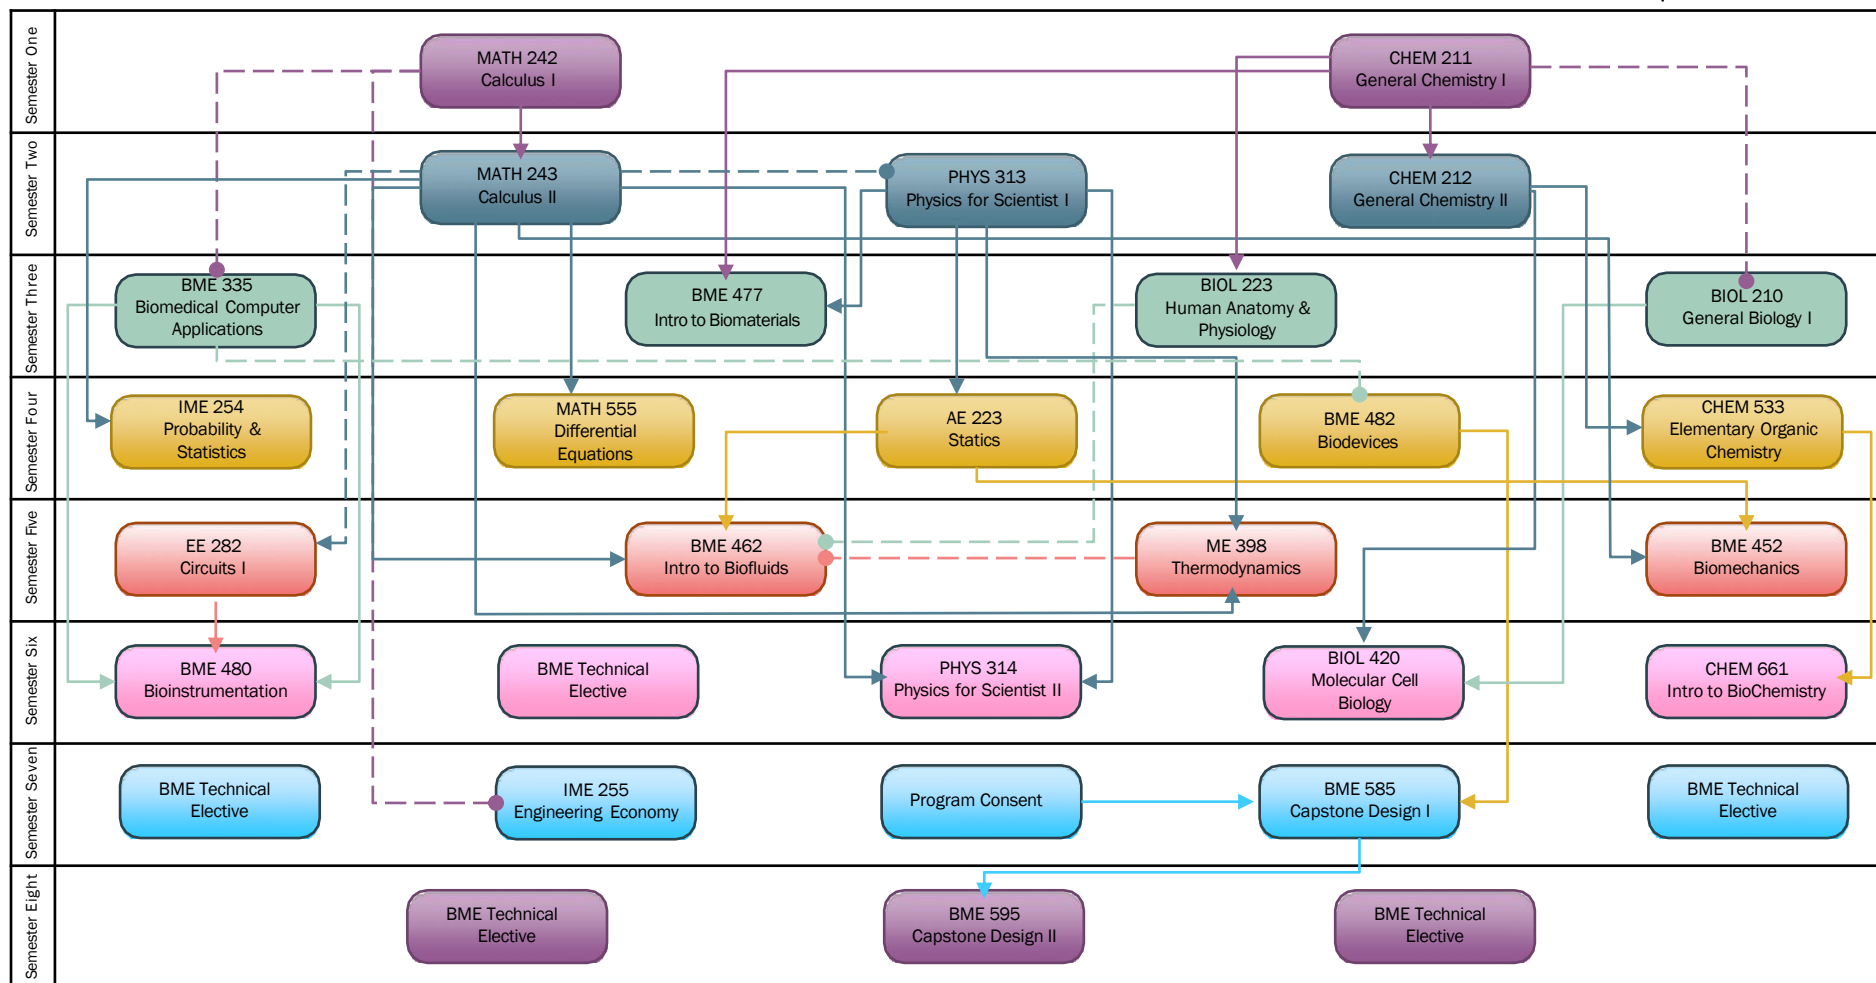 Semester One
MATH 242
Calculus I
CHEM 211
General Chemistry I
Semester Two
MATH 243
Calculus II
PHYS 313
Physics for Scientist I
CHEM 212
General Chemistry II
Semester Three
BME 335
Biomedical Computer
Applications
BME 477
Intro to Biomaterials
BIOL 223
Human Anatomy &
Physiology
BIOL 210
General Biology I
Semester Four
IME 254
Probability &
Statistics
MATH 555
Differential
Equations
AE 223
Statics
BME 482
Biodevices
CHEM 533
Elementary Organic
Chemistry
Semester Five
EE 282
Circuits I
BME 462
Intro to Biofluids
ME 398
Thermodynamics
BME 452
Biomechanics
Semester Six
BME 480
Bioinstrumentation
BME Technical
Elective
PHYS 314
Physics for Scientist II
BIOL 420
Molecular Cell
Biology
CHEM 661
Intro to BioChemistry
Semester Seven
BME Technical
Elective
IME 255
Engineering Economy
Program Consent
BME 585
Capstone Design I
BME Technical
Elective
Semester Eight
BME Technical
Elective
BME 595
Capstone Design II
BME Technical
Elective